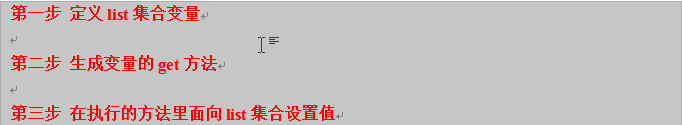 第一步 定义 list 集合变量
第二步 生成变量的 get 方法
第三步 在执行的方法里面向 list 集合设置值